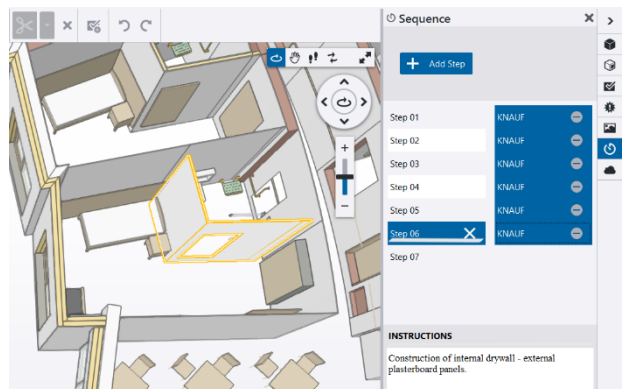 Sequence
Add Step
Step 01 KNAUF
Step 02 KNAUF
Step 03 KNAUF
Step 04 KNAUF
Step 05 KNAUF
Step 06 KNAUF
Step 07
INSTRUCTIONS
Construction of internal drywall - external
plasterboard panels.